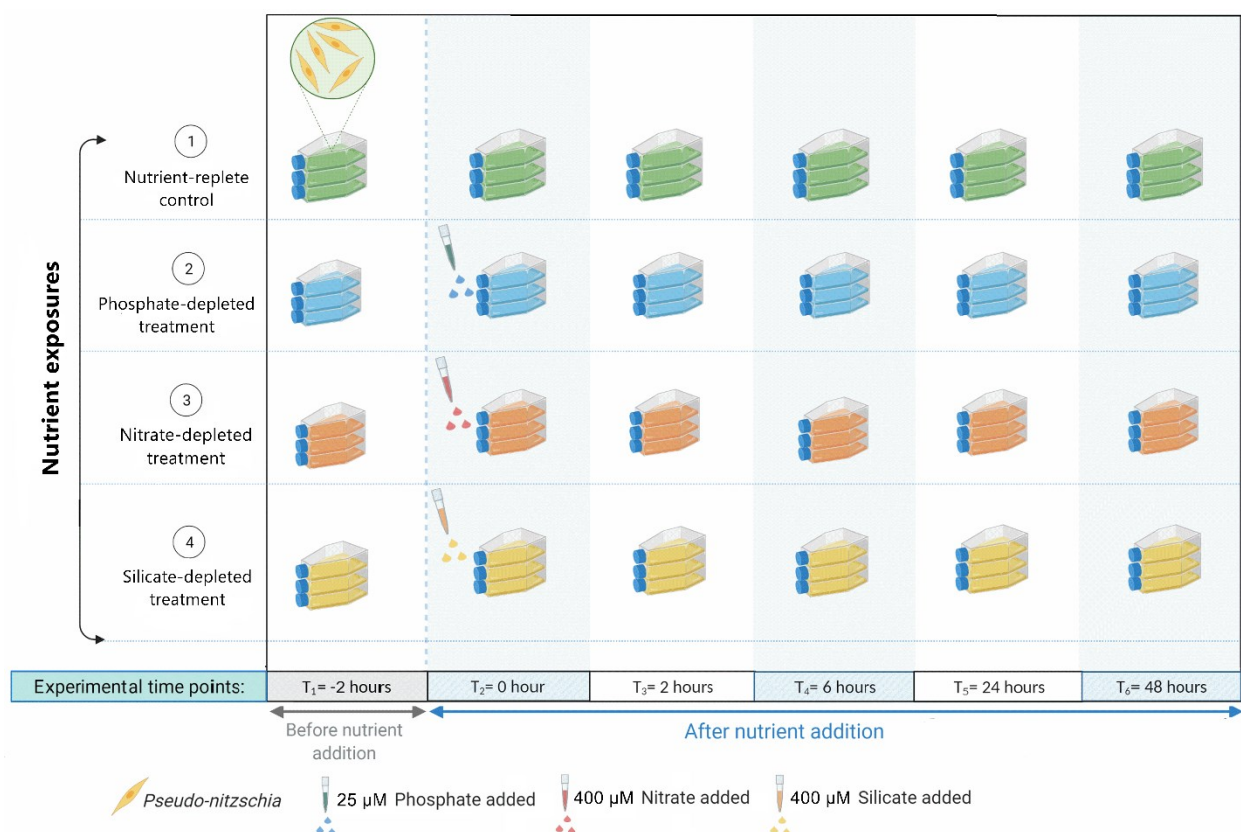 Nutrient exposures
1
Nutrient-replete
control
2
Phosphate-depleted
treatment
3
Nitrate-depleted
treatment
4
Silicate-depleted
treatment
Experimental time points:
T₁= -2 hours
T₂= 0 hour
T₃= 2 hours
T₄= 6 hours
T₅= 24 hours
T₆= 48 hours
Before nutrient
addition
After nutrient addition
Pseudo-nitzschia
25 µM Phosphate added
400 µM Nitrate added
400 µM Silicate added